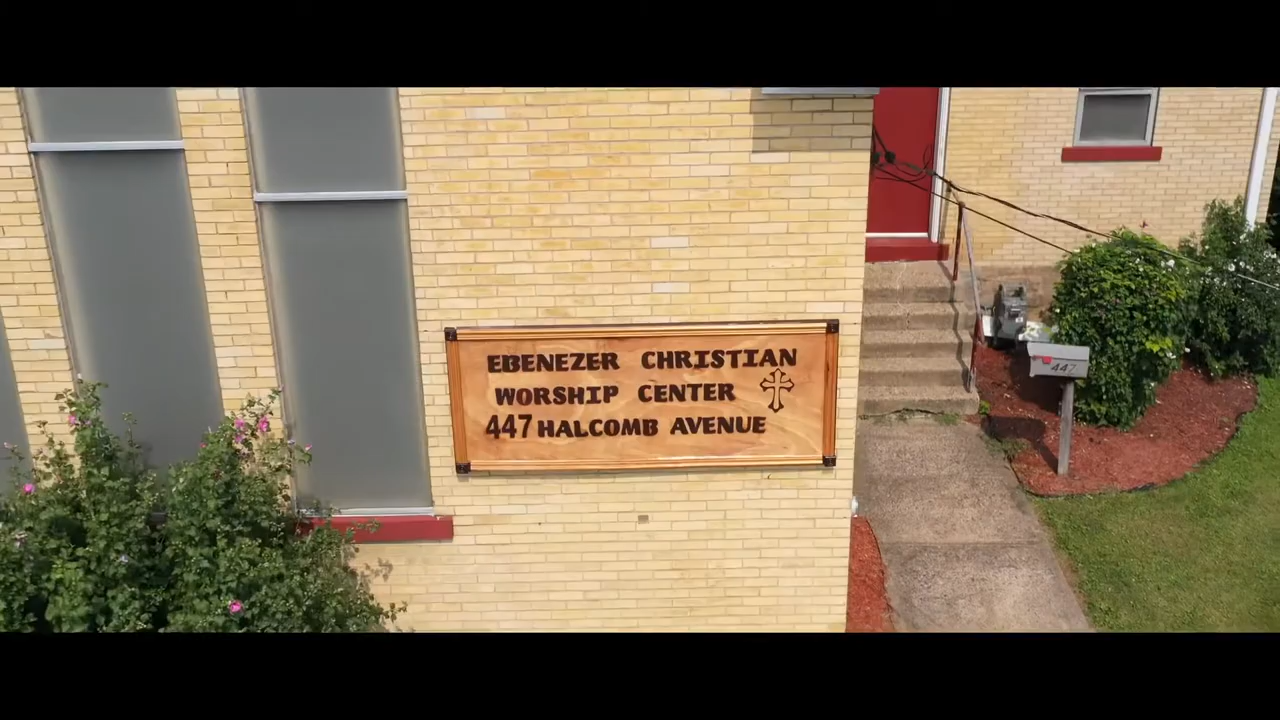 EBENEZER CHRISTIAN
WORSHIP CENTER
447 HALCOMB AVENUE
447